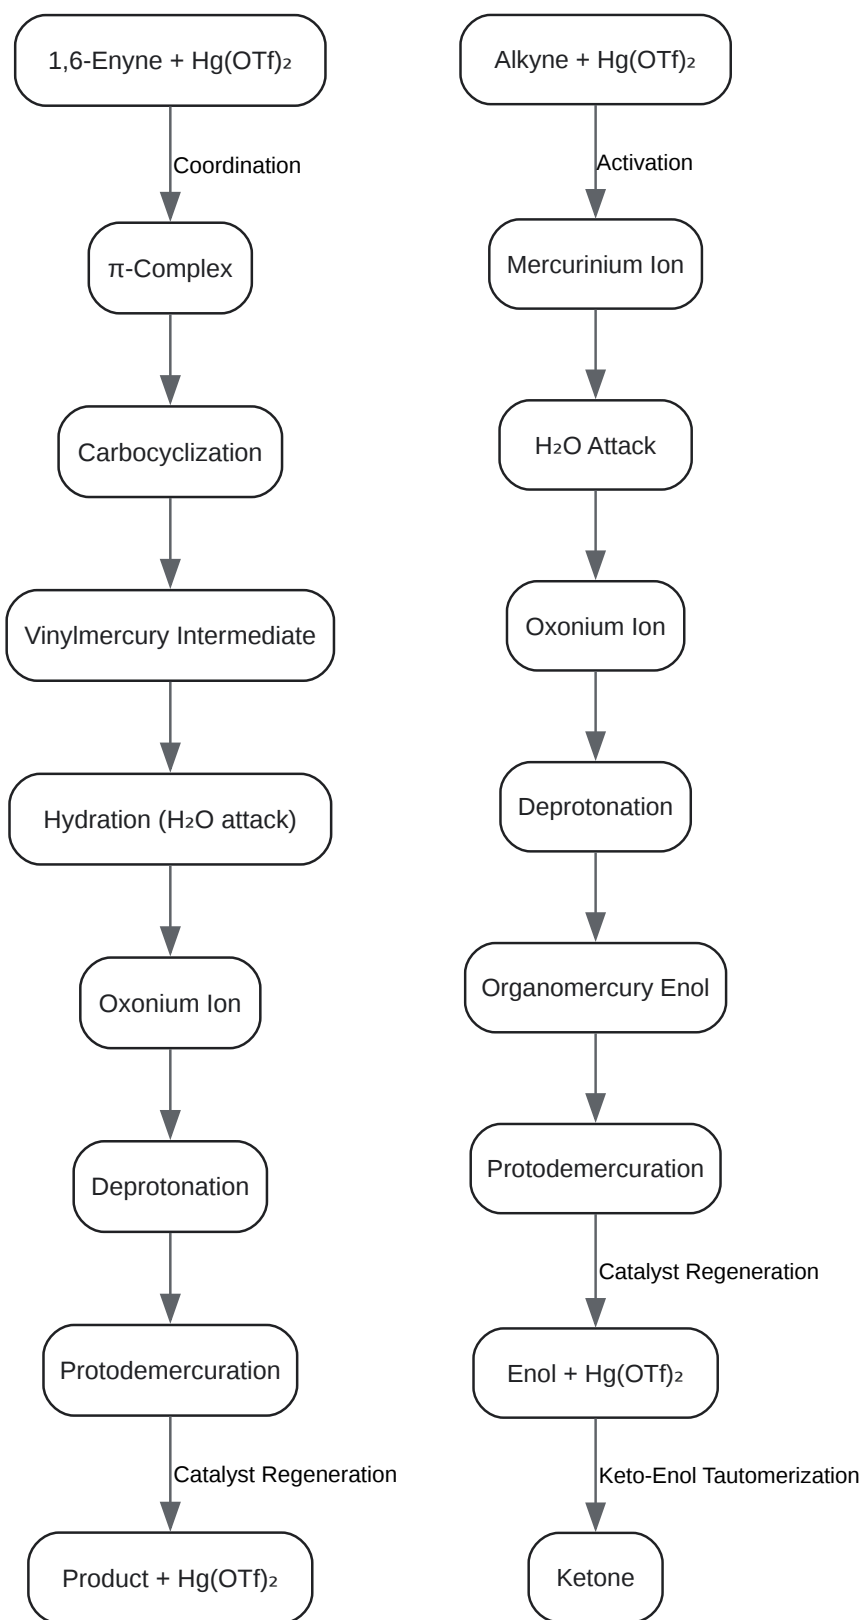 1,6-Enyne + Hg(OTf)₂
Coordination
π-Complex
Carbocyclization
Vinylmercury Intermediate
Hydration (H₂O attack)
Oxonium Ion
Deprotonation
Protodemercuration
Catalyst Regeneration
Product + Hg(OTf)₂
Alkyne + Hg(OTf)₂
Activation
Mercurinium Ion
H₂O Attack
Oxonium Ion
Deprotonation
Organomercury Enol
Protodemercuration
Catalyst Regeneration
Enol + Hg(OTf)₂
Keto-Enol Tautomerization
Ketone